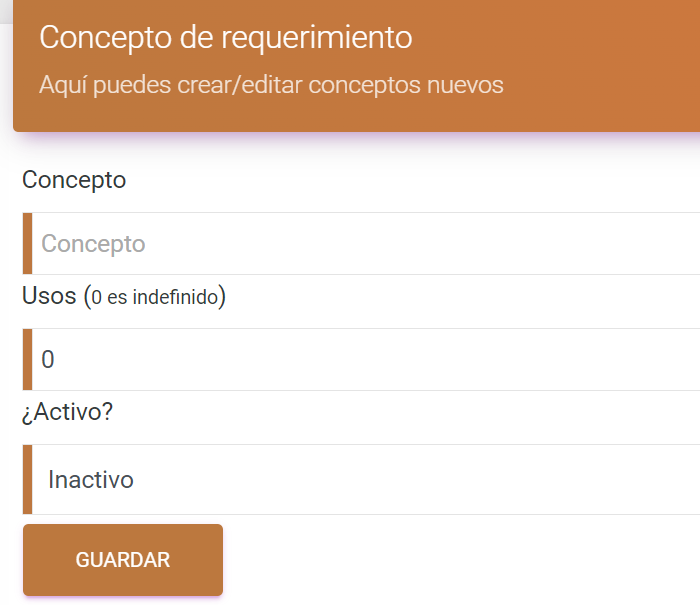 Concepto de requerimiento
Aquí puedes crear/editar conceptos nuevos
Concepto
Concepto
Usos (0 es indefinido)
0
¿Activo?
Inactivo
GUARDAR